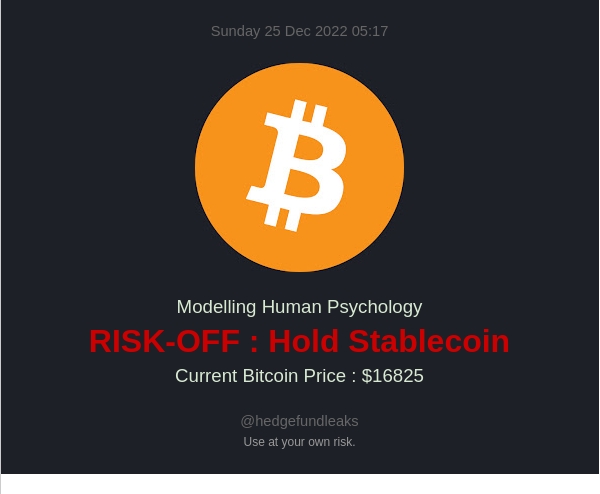 Sunday 25 Dec 2022 05:17
Modelling Human Psychology
RISK-OFF : Hold Stablecoin
Current Bitcoin Price : $16825
@hedgefundleaks
Use at your own risk.